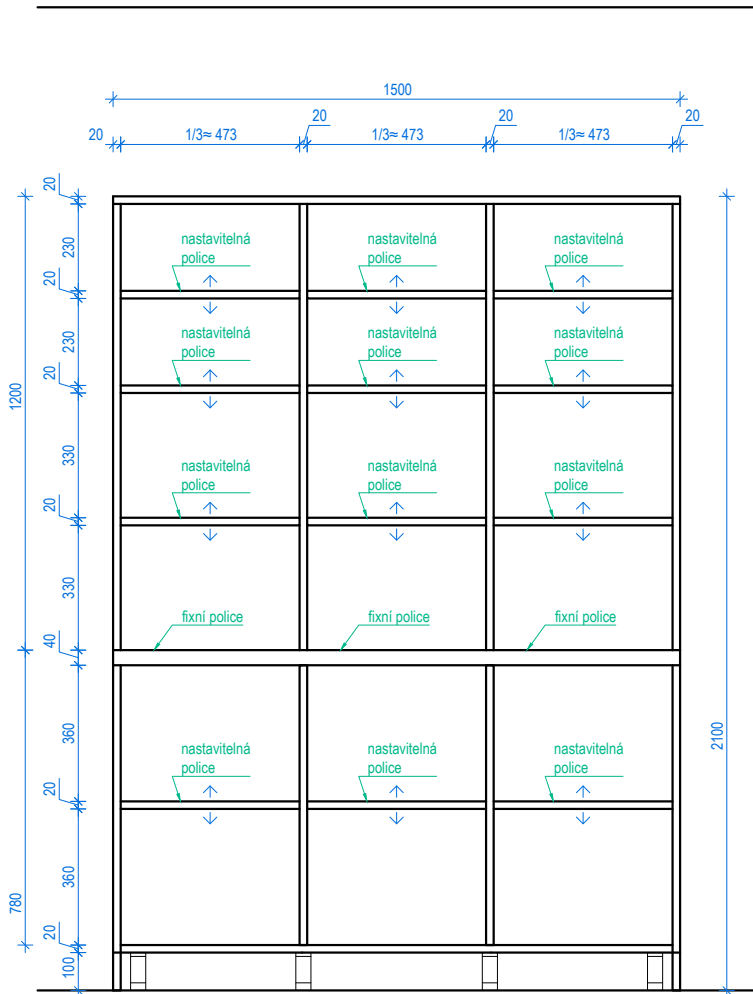 1500
20 1/3≈ 473 20 1/3≈ 473 20 1/3≈ 473 20
20
230
nastavitelná nastavitelná nastavitelná
police police police
20
230
nastavitelná nastavitelná nastavitelná
police police police
20
1200
330
nastavitelná nastavitelná nastavitelná
police police police
20
330
fixní police fixní police fixní police
40
360
2100
nastavitelná nastavitelná nastavitelná
police police police
20
360
780
20
100